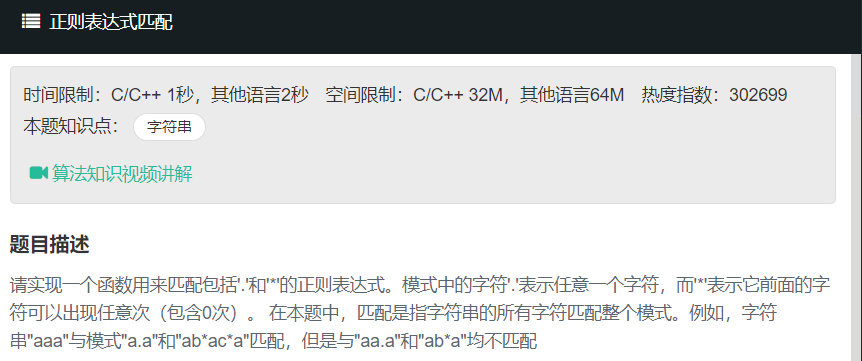 正则表达式匹配
时间限制：C/C++ 1秒，其他语言2秒 空间限制：C/C++ 32M，其他语言64M 热度指数：302699
本题知识点： 字符串
算法知识视频讲解
题目描述
请实现一个函数用来匹配包括'.'和'*'的正则表达式。模式中的字符'.'表示任意一个字符，而'*'表示它前面的字
符可以出现任意次（包含0次）。 在本题中，匹配是指字符串的所有字符匹配整个模式。例如，字符
串"aaa"与模式"a.a"和"ab*ac*a"匹配，但是与"aa.a"和"ab*a"均不匹配